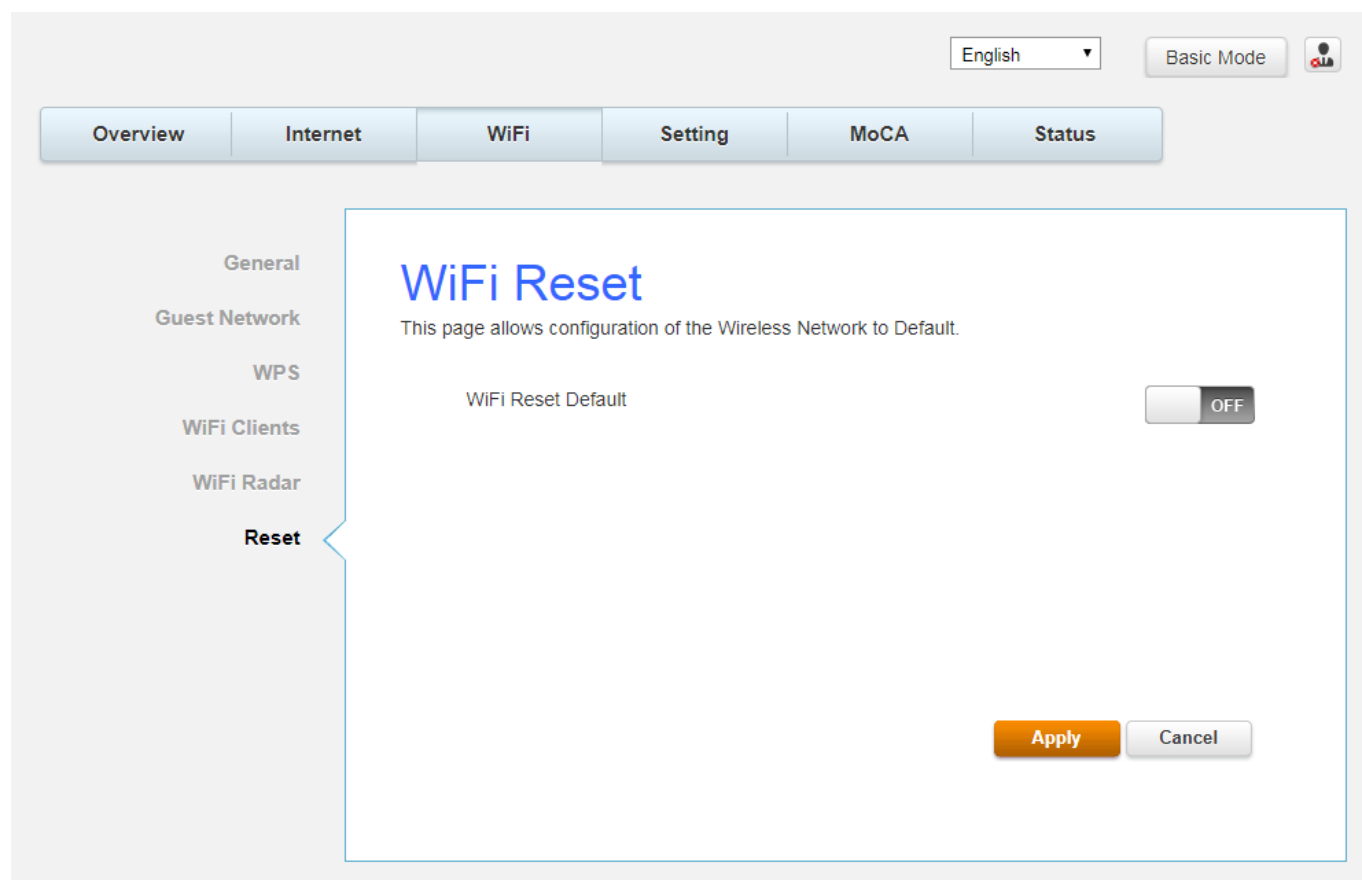 English
Basic Mode
Overview Internet WiFi Setting MoCA Status
General
Guest Network
WPS
WiFi Clients
WiFi Radar
Reset
WiFi Reset
This page allows configuration of the Wireless Network to Default.
WiFi Reset Default
OFF
Apply Cancel